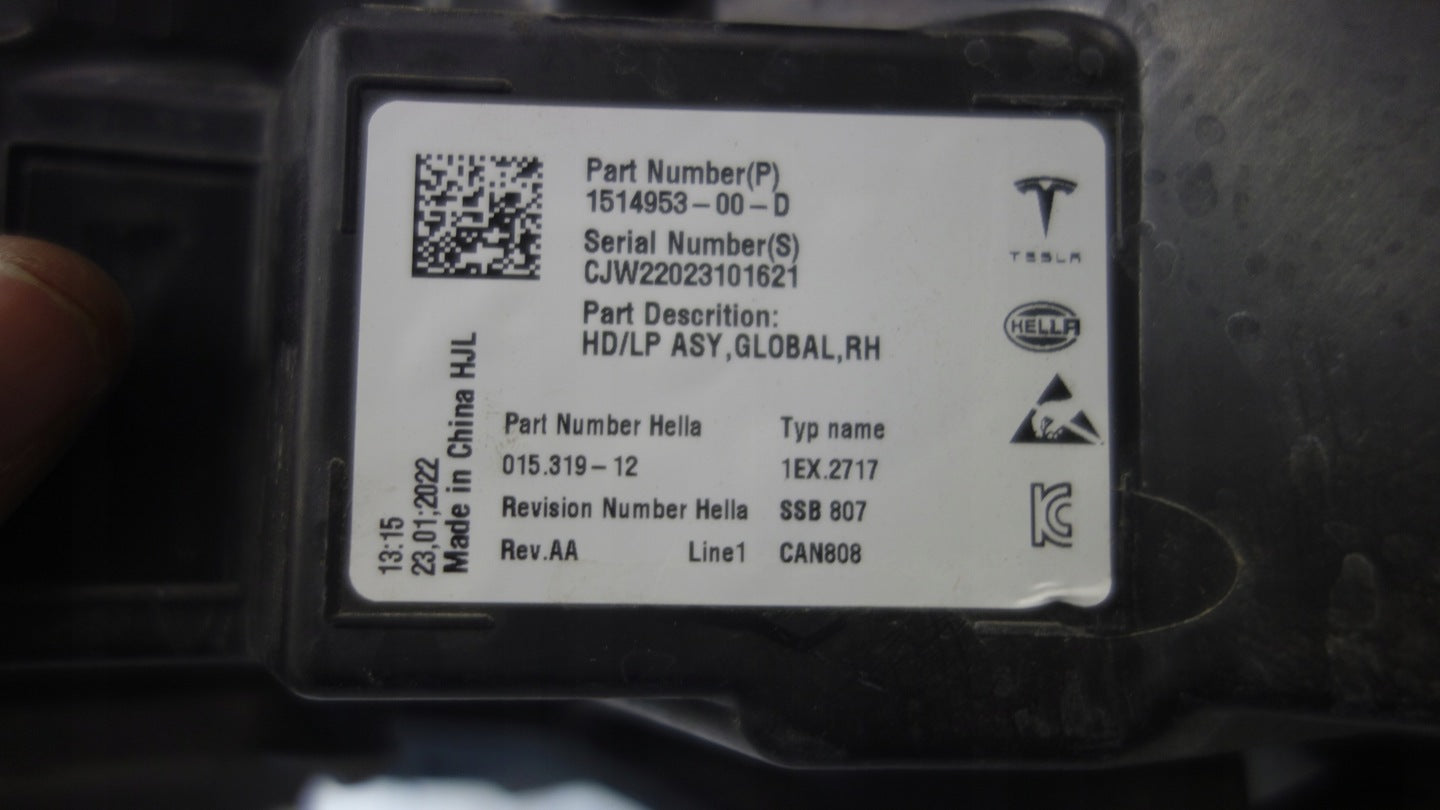 Part Number(P)
1514953-00-D
Serial Number(S)
CJW22023101621
Part Descrition:
HD/LP ASY,GLOBAL,RH
Part Number Hella
Typ name
015.319-12
1EX.2717
Revision Number Hella
SSB 807
Rev.AA
Line1
CAN808
13:15
23,01;2022
Made in China HJL
TESLA
HELLA